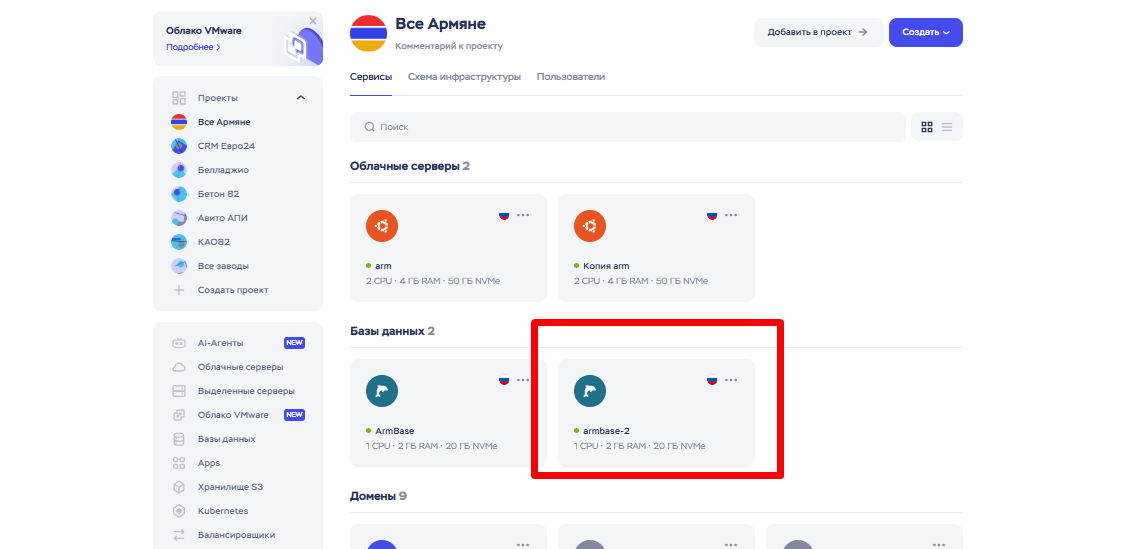 Облако VMware
Подробнее >
Проекты
Все Армяне
CRM Евро24
Белладжио
Бетон 82
Авито АПИ
КАО82
Все заводы
Создать проект
AI-Агенты NEW
Облачные серверы
Выделенные серверы
Облако VMware NEW
Базы данных
Apps
Хранилище S3
Kubernetes
Балансировщики
Все Армяне
Комментарий к проекту
Добавить в проект →
Создать
Сервисы Схема инфраструктуры Пользователи
Поиск
Облачные серверы 2
arm
2 CPU · 4 ГБ RAM · 50 ГБ NVMe
Копия arm
2 CPU · 4 ГБ RAM · 50 ГБ NVMe
Базы данных 2
ArmBase
1 CPU · 2 ГБ RAM · 20 ГБ NVMe
armbase-2
1 CPU · 2 ГБ RAM · 20 ГБ NVMe
Домены 9